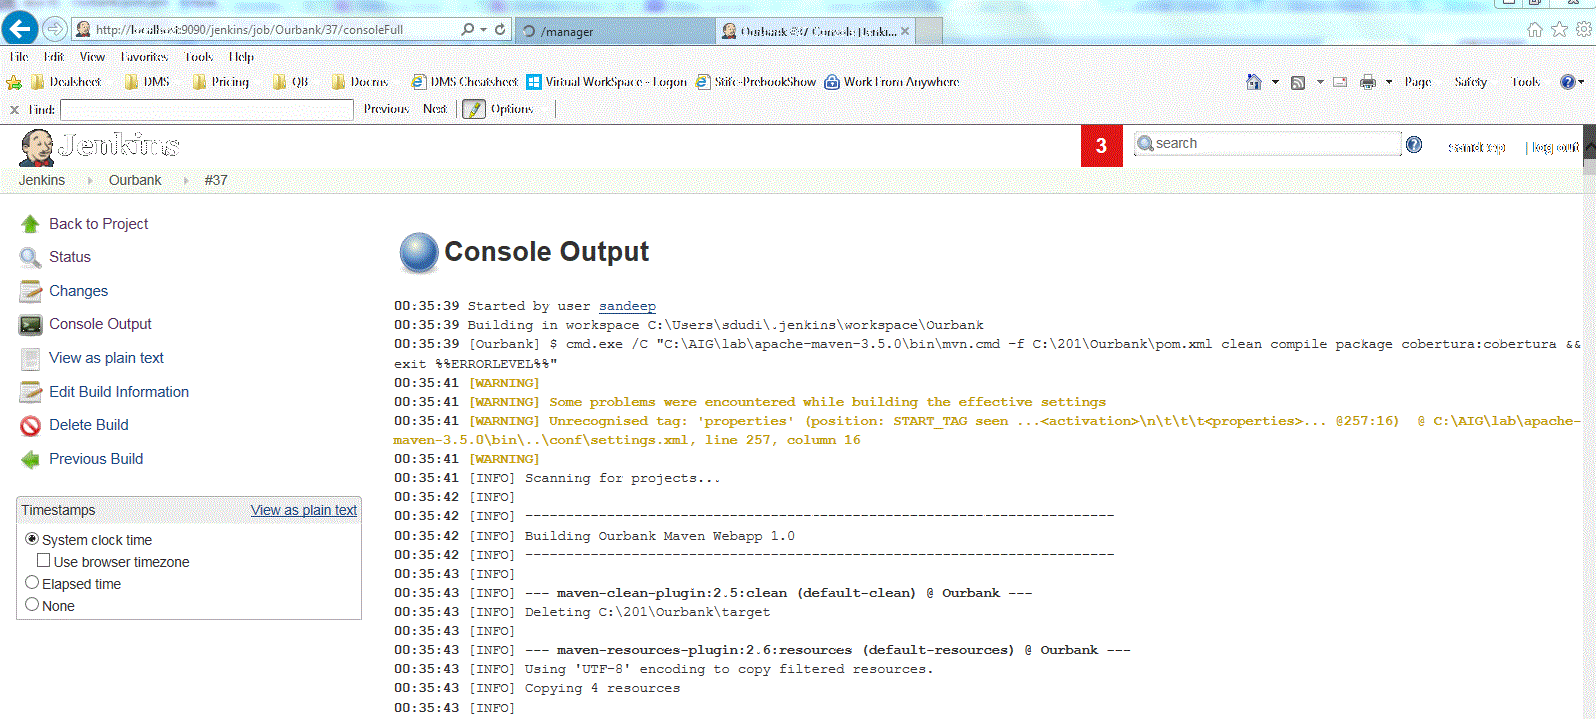 http://localhost:9090/jenkins/job/Ourbank/37/consoleFull
/manager
Ourbank #37 Console [Jenki...
File Edit View Favorites Tools Help
Dealsheet DMS Pricing QB Docms DMS Cheatsheet Virtual WorkSpace - Logon Stifc-PrebookShow Work From Anywhere
Page Safety Tools
Find: Previous Next Options
Jenkins
3
search
sandeep | log out
Jenkins Ourbank #37
Back to Project
Status
Changes
Console Output
View as plain text
Edit Build Information
Delete Build
Previous Build
Timestamps View as plain text
System clock time
Use browser timezone
Elapsed time
None
Console Output
00:35:39 Started by user sandeep
00:35:39 Building in workspace C:\Users\sdudi\.jenkins\workspace\Ourbank
00:35:39 [Ourbank] $ cmd.exe /C "C:\AIG\lab\apache-maven-3.5.0\bin\mvn.cmd -f C:\201\Ourbank\pom.xml clean compile package cobertura:cobertura &&
exit %%ERRORLEVEL%%"
00:35:41 [WARNING]
00:35:41 [WARNING] Some problems were encountered while building the effective settings
00:35:41 [WARNING] Unrecognised tag: 'properties' (position: START_TAG seen ...<activation>\n\t\t\t<properties>... @257:16)  @ C:\AIG\lab\apache-
maven-3.5.0\bin\..\conf\settings.xml, line 257, column 16
00:35:41 [WARNING]
00:35:41 [INFO] Scanning for projects...
00:35:42 [INFO]
00:35:42 [INFO] ------------------------------------------------------------------------
00:35:42 [INFO] Building Ourbank Maven Webapp 1.0
00:35:42 [INFO] ------------------------------------------------------------------------
00:35:43 [INFO]
00:35:43 [INFO] --- maven-clean-plugin:2.5:clean (default-clean) @ Ourbank ---
00:35:43 [INFO] Deleting C:\201\Ourbank\target
00:35:43 [INFO]
00:35:43 [INFO] --- maven-resources-plugin:2.6:resources (default-resources) @ Ourbank ---
00:35:43 [INFO] Using 'UTF-8' encoding to copy filtered resources.
00:35:43 [INFO] Copying 4 resources
00:35:43 [INFO]